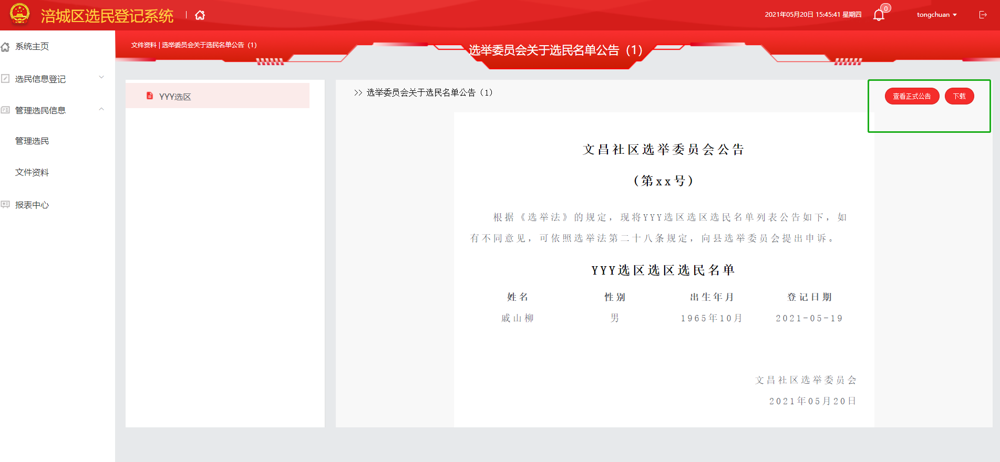 涪城区选民登记系统
2021年05月20日 15:45:41 星期四
0
tongchuan
系统主页
选民信息登记
管理选民信息
管理选民
文件资料
报表中心
文件资料 | 选举委员会关于选民名单公告（1）
选举委员会关于选民名单公告（1）
YYY选区
>> 选举委员会关于选民名单公告（1）
查看正式公告 下载
文昌社区选举委员会公告
（第xx号）
根据《选举法》的规定，现将YYY选区选区选民名单列表公告如下，如
有不同意见，可依照选举法第二十八条规定，向县选举委员会提出申诉。
YYY选区选区选民名单
姓名 性别 出生年月 登记日期
戚山柳 男 1965年10月 2021-05-19
文昌社区选举委员会
2021年05月20日